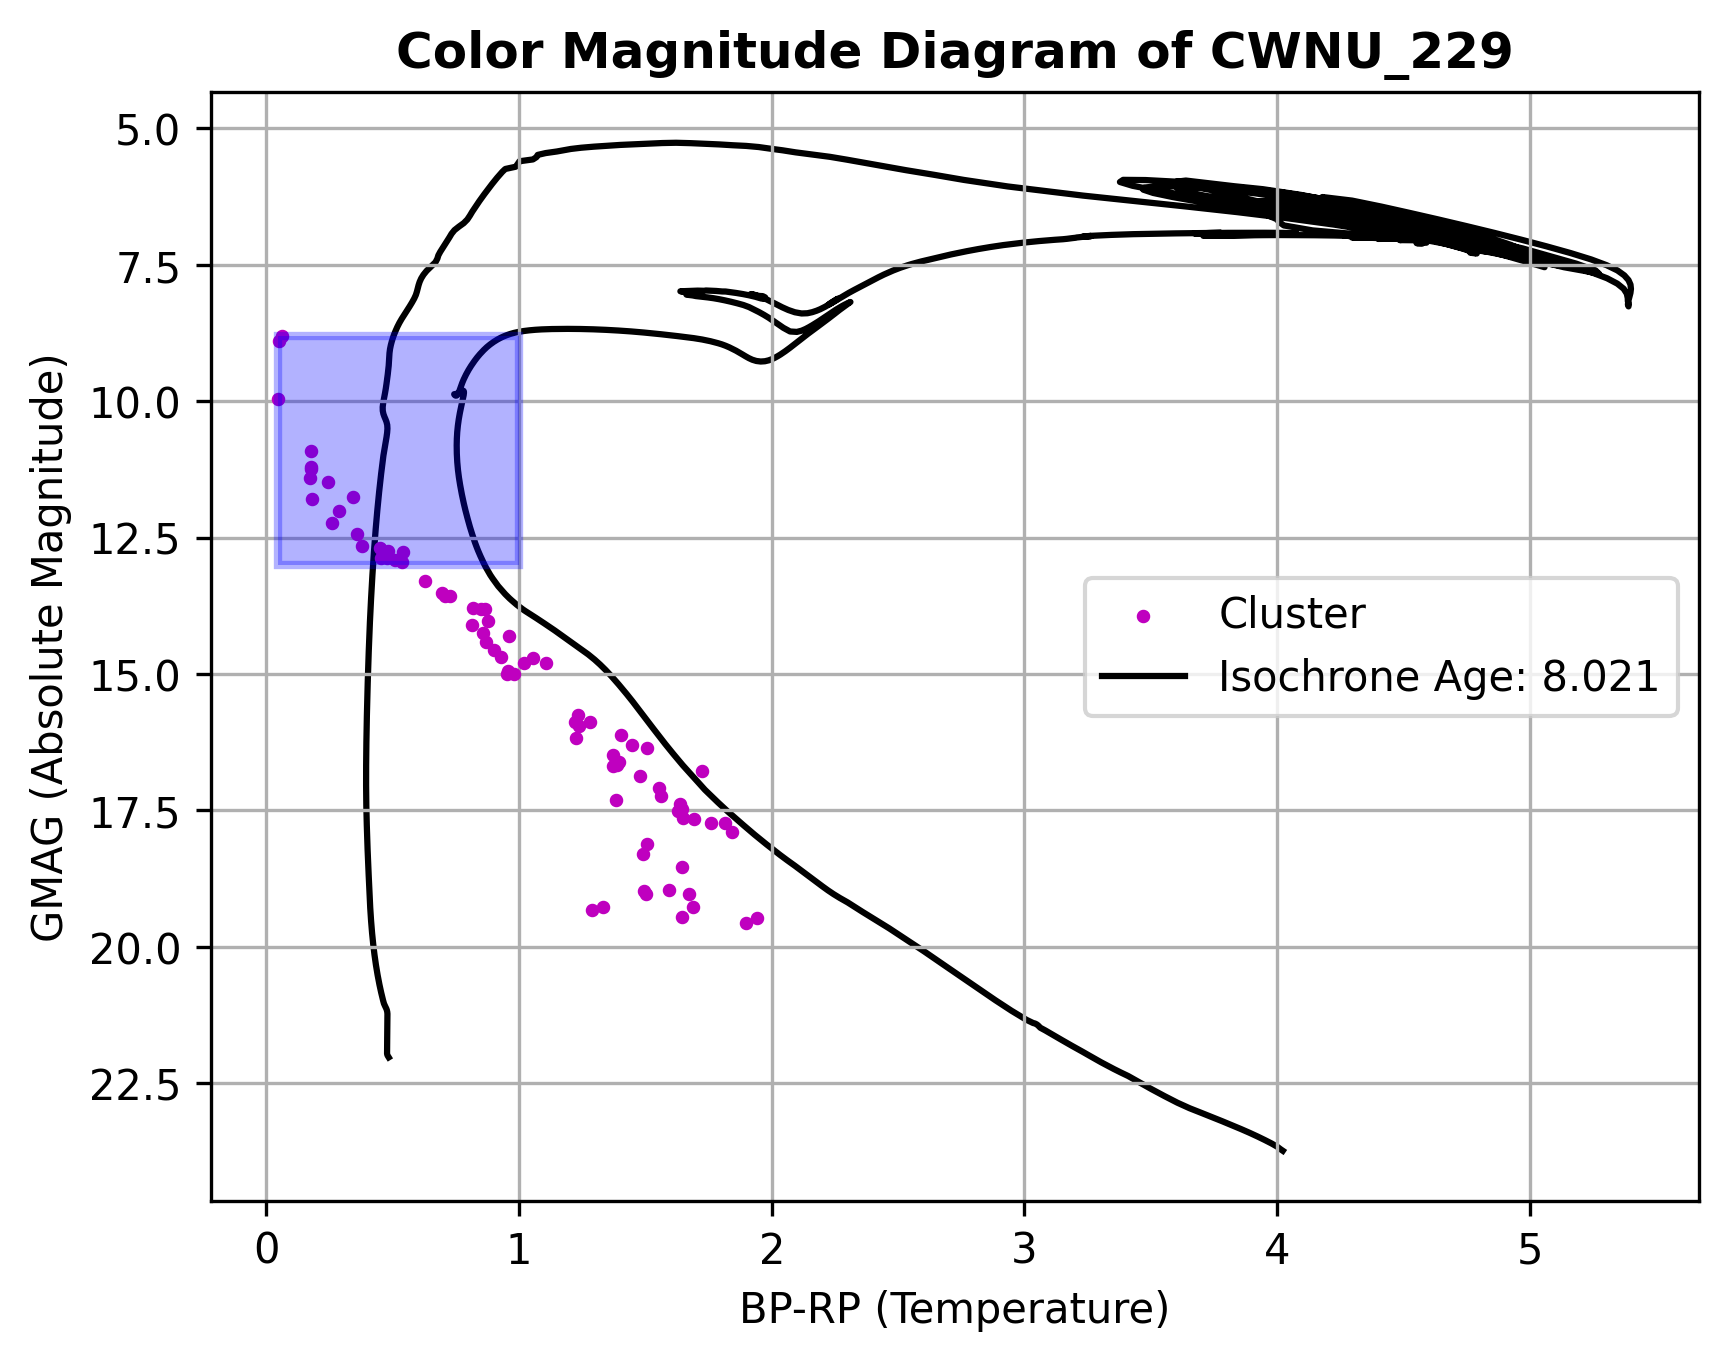 Color Magnitude Diagram of CWNU_229
GMAG (Absolute Magnitude)
5.0
7.5
10.0
12.5
15.0
17.5
20.0
22.5
Cluster
Isochrone Age: 8.021
0 1 2 3 4 5
BP-RP (Temperature)